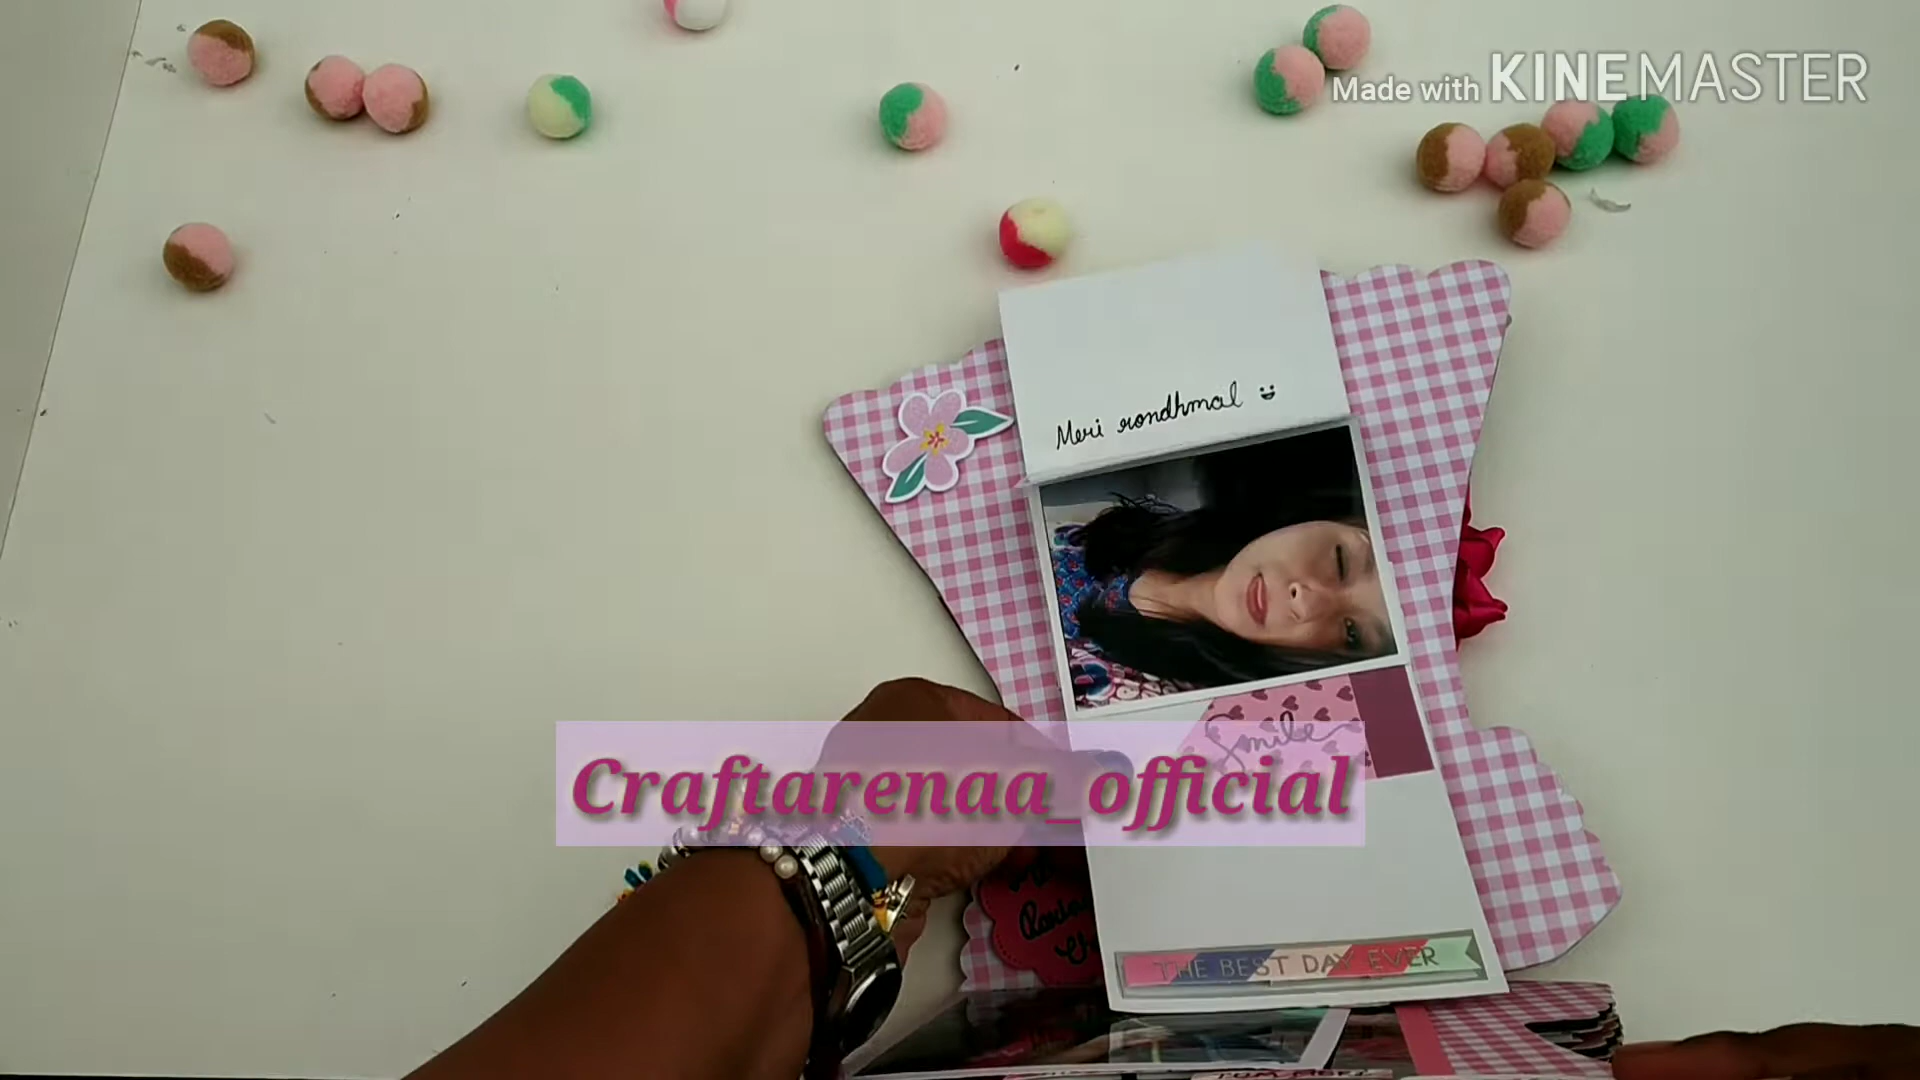 Made with KINEMASTER
Meri rondhmal
Smile
Craftarenaa_official
THE BEST DAY EVER